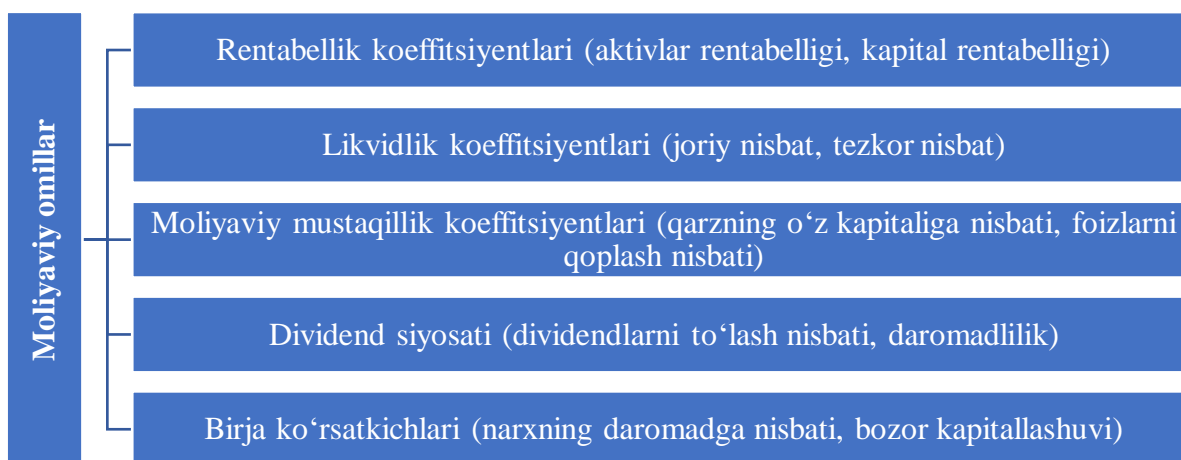 Moliyaviy omillar
Rentabellik koeffitsiyentlari (aktivlar rentabelligi, kapital rentabelligi)
Likvidlik koeffitsiyentlari (joriy nisbat, tezkor nisbat)
Moliyaviy mustaqillik koeffitsiyentlari (qarzning o‘z kapitaliga nisbati, foizlarni
qoplash nisbati)
Dividend siyosati (dividendlarni to‘lash nisbati, daromadlilik)
Birja ko‘rsatkichlari (narxning daromadga nisbati, bozor kapitallashuvi)